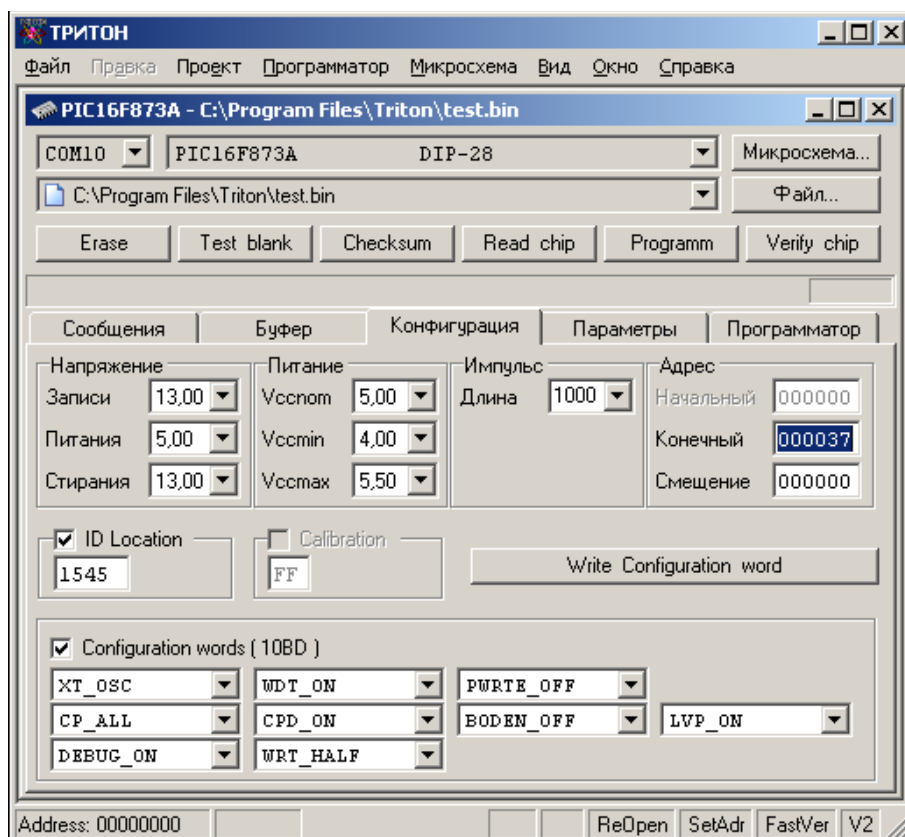 ТРИТОН
Файл Правка Проект Программатор Микросхема Вид Окно Справка
PIC16F873A - C:\Program Files\Triton\test.bin
COM10 PIC16F873A DIP-28 Микросхема...
C:\Program Files\Triton\test.bin Файл...
Erase Test blank Checksum Read chip Programm Verify chip
Сообщения Буфер Конфигурация Параметры Программатор
Напряжение Питание Импульс Адрес
Записи 13,00 Vccnom 5,00 Длина 1000 Начальный 000000
Питания 5,00 Vccmin 4,00 Конечный 000037
Стирания 13,00 Vccmax 5,50 Смещение 000000
ID Location Calibration
1545 FF Write Configuration word
Configuration words ( 10BD )
XT_OSC WDT_ON PWRTE_OFF
CP_ALL CPD_ON BODEN_OFF LVP_ON
DEBUG_ON WRT_HALF
Address: 00000000 ReOpen SetAdr FastVer V2